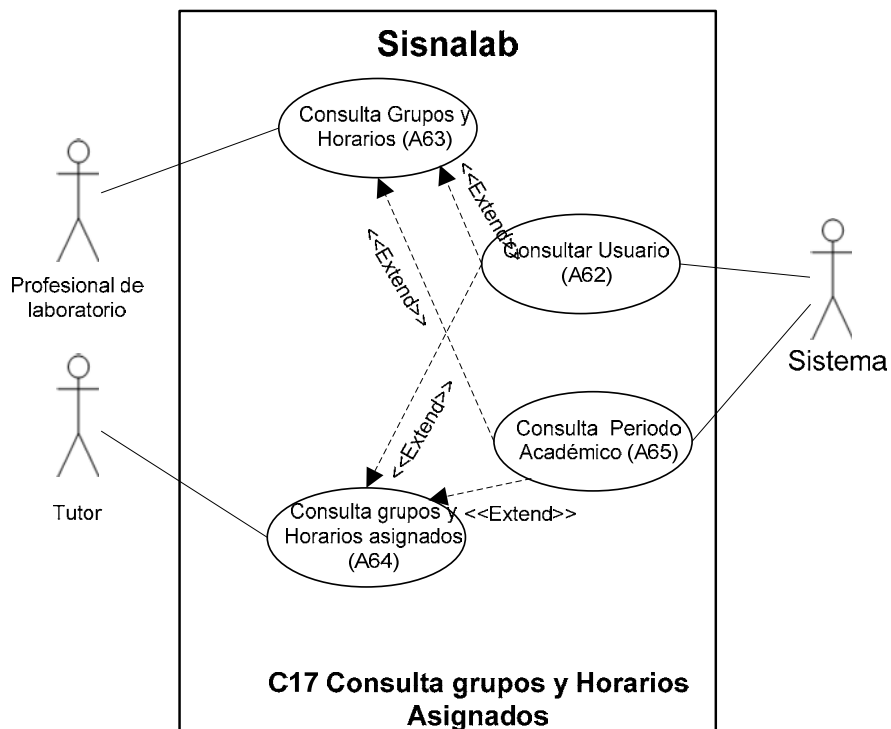 Sisnalab
Consulta Grupos y
Horarios (A63)
<<Extend>>
Consultar Usuario
(A62)
Profesional de
laboratorio
<<Extend>>
Sistema
<<Extend>>
Consulta Periodo
Académico (A65)
Tutor
Consulta grupos y
Horarios asignados
(A64)
<<Extend>>
C17 Consulta grupos y Horarios
Asignados